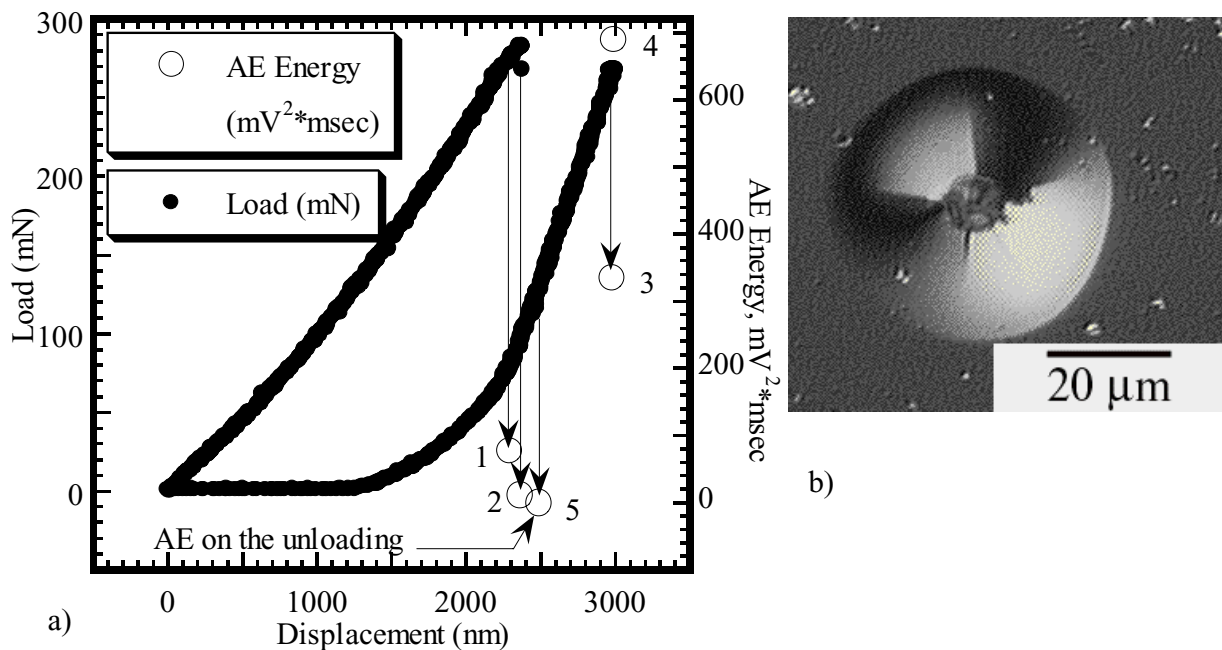 300
200
100
0
Load (mN)
AE Energy
(mV²*msec)
Load (mN)
4
3
1
2
5
AE on the unloading
600
400
200
0
AE Energy, mV²*msec
0 1000 2000 3000
Displacement (nm)
a)
20 µm
b)